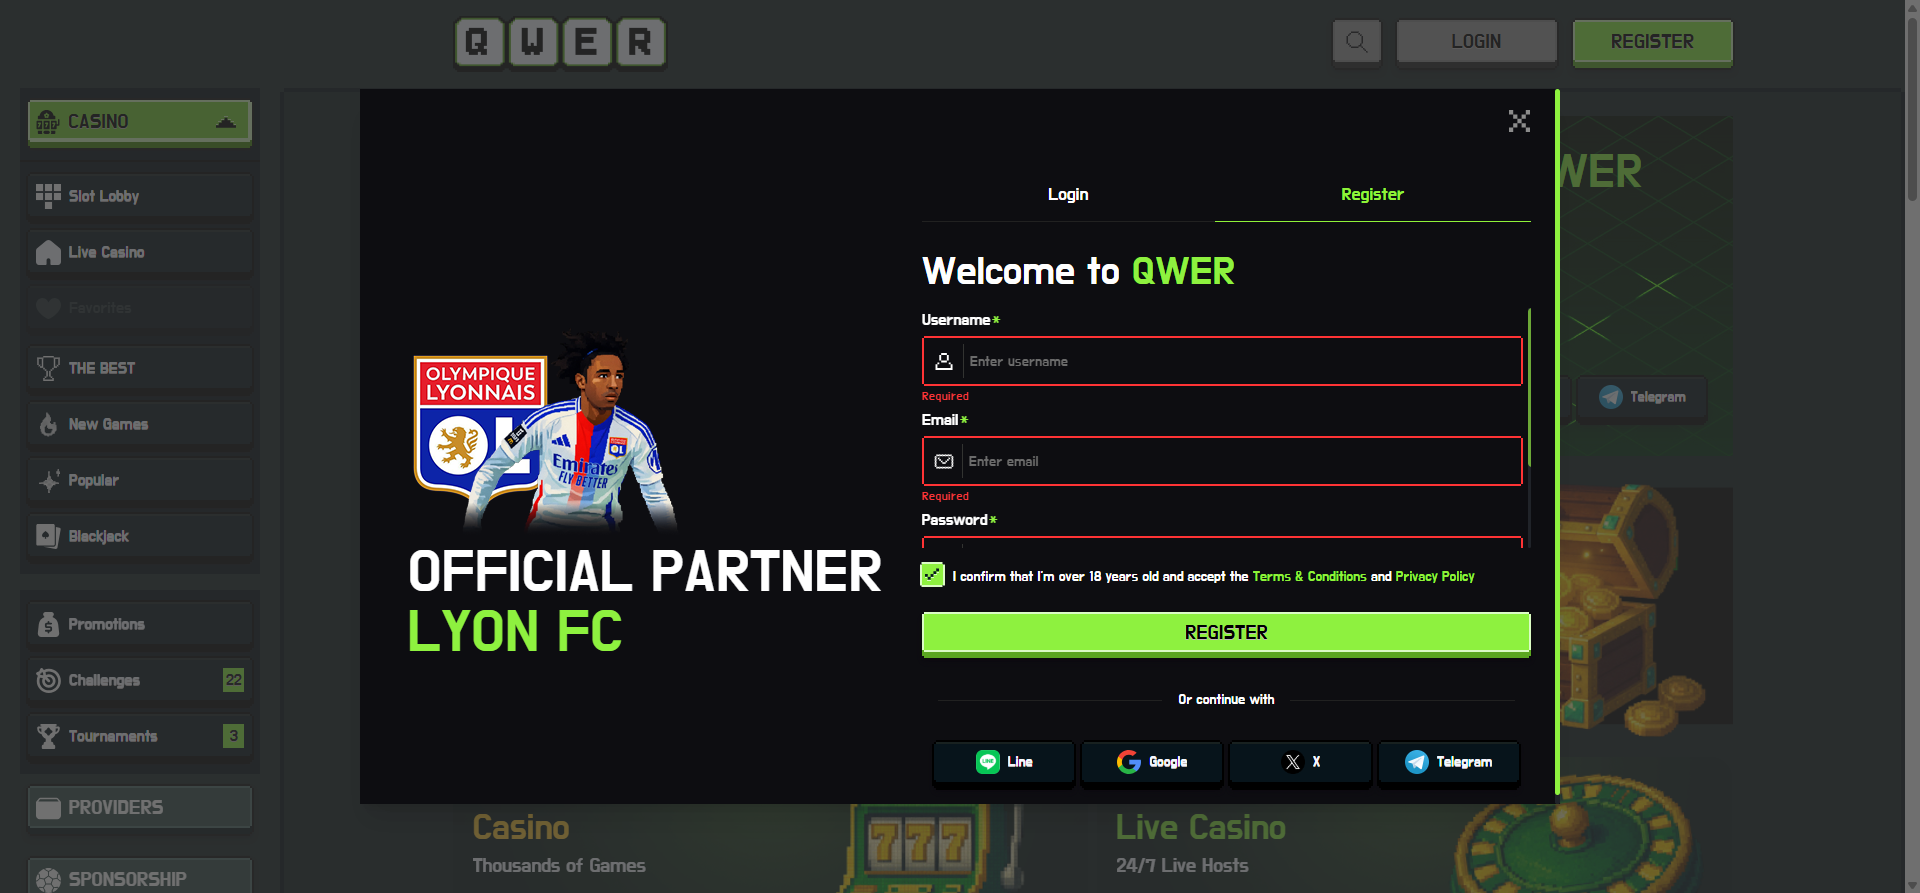 QWER
LOGIN
REGISTER
CASINO
Slot Lobby
Live Casino
Favorites
THE BEST
New Games
Popular
Blackjack
Promotions
Challenges 22
Tournaments 3
PROVIDERS
SPONSORSHIP
OLYMPIQUE
LYONNAIS
OL
Emirates
FLY BETTER
OFFICIAL PARTNER
LYON FC
Login
Register
Welcome to QWER
Username*
Enter username
Required
Email*
Enter email
Required
Password*
I confirm that I'm over 18 years old and accept the Terms & Conditions and Privacy Policy
REGISTER
Or continue with
Line
Google
X
Telegram
WER
Telegram
Casino
Thousands of Games
777
Live Casino
24/7 Live Hosts